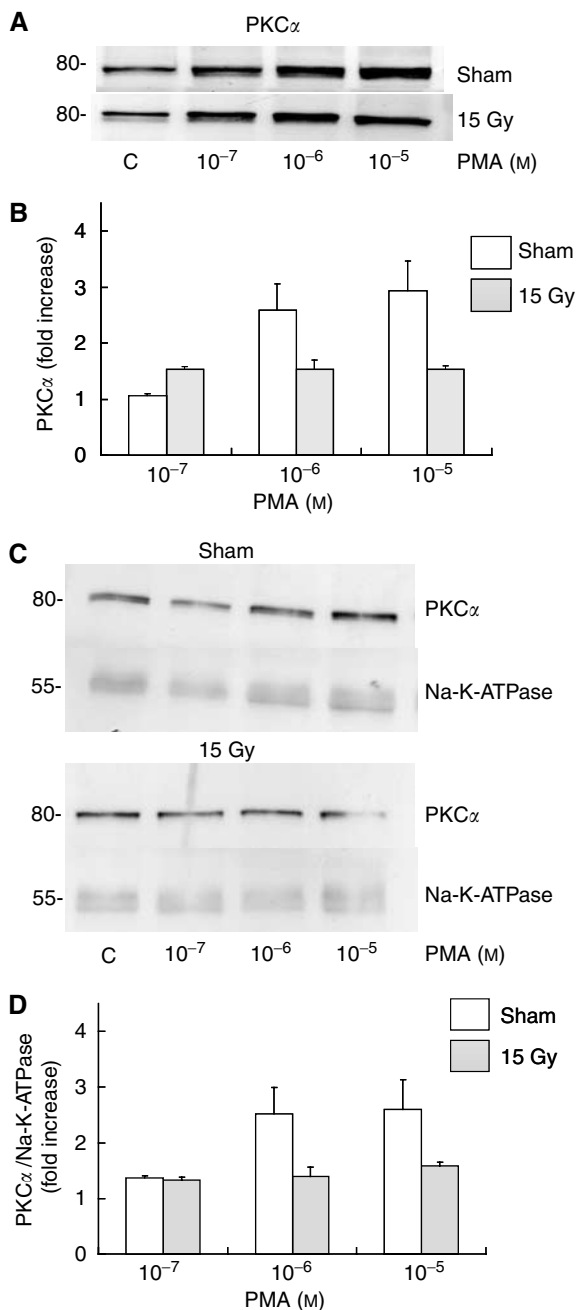 A
PKCα
80-
Sham
80-
15 Gy
C 10⁻⁷ 10⁻⁶ 10⁻⁵ PMA (M)
B
PKCα (fold increase)
4
3
2
1
0
Sham
15 Gy
10⁻⁷ 10⁻⁶ 10⁻⁵
PMA (M)
C
Sham
80-
PKCα
55-
Na-K-ATPase
15 Gy
80-
PKCα
55-
Na-K-ATPase
C 10⁻⁷ 10⁻⁶ 10⁻⁵ PMA (M)
D
PKCα/Na-K-ATPase
(fold increase)
4
3
2
1
0
Sham
15 Gy
10⁻⁷ 10⁻⁶ 10⁻⁵
PMA (M)